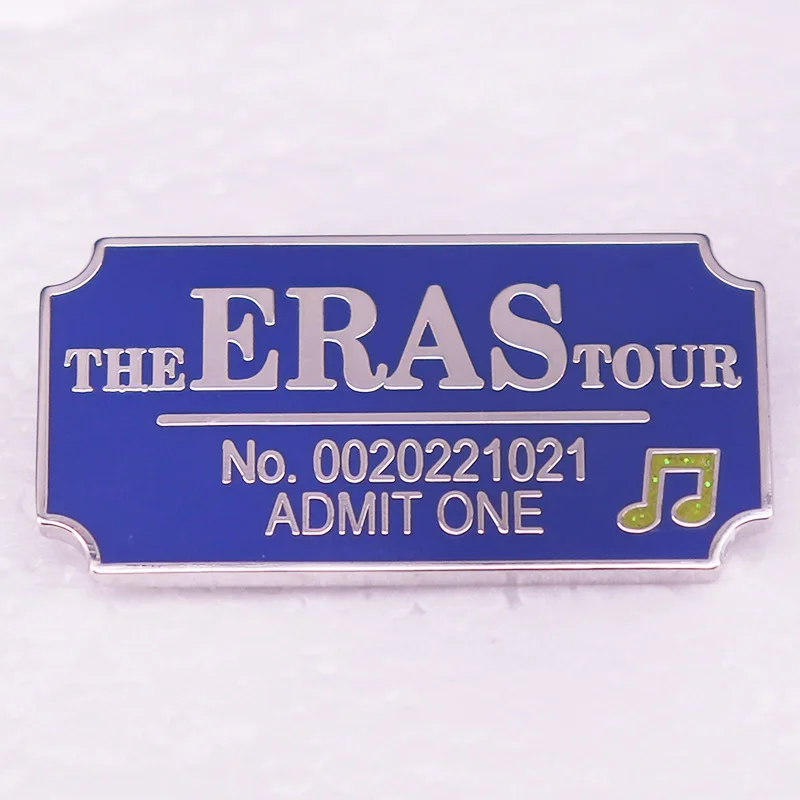 THE ERAS TOUR
No. 0020221021
ADMIT ONE